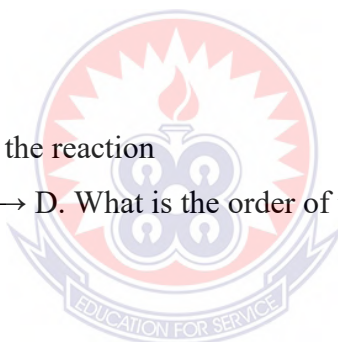 the reaction
→ D. What is the order of
EDUCATION FOR SERVICE